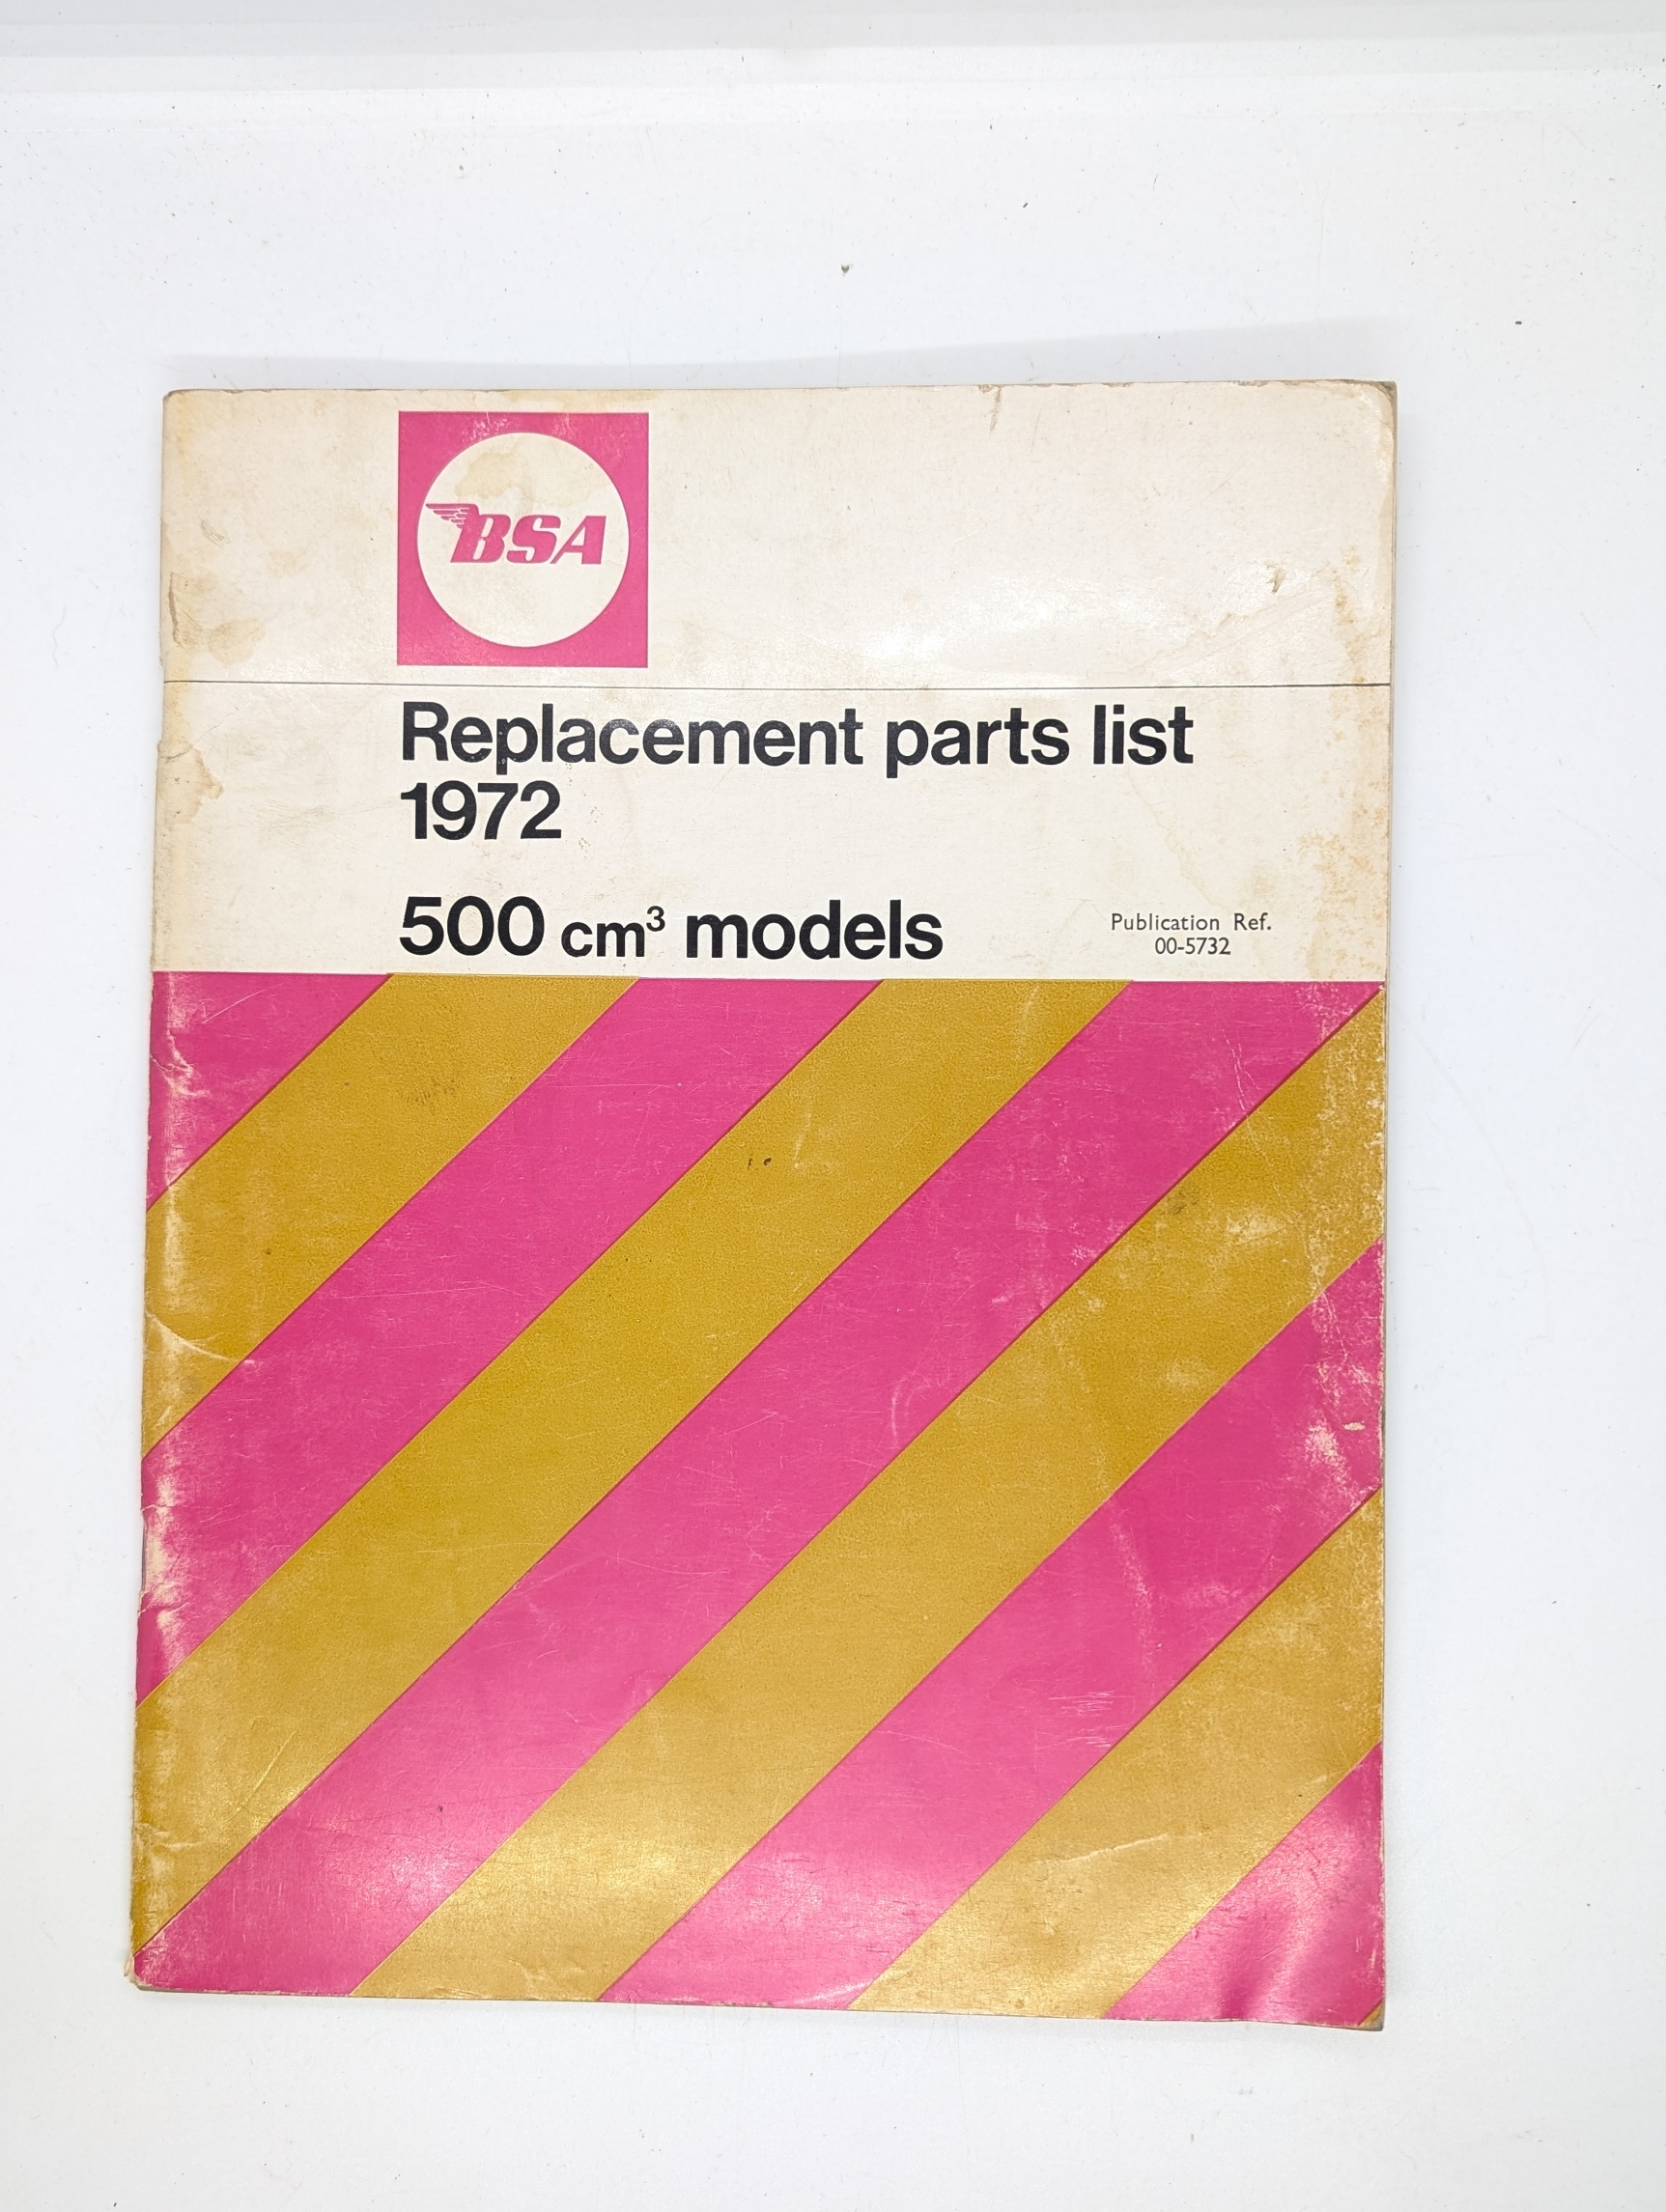 BSA
Replacement parts list
1972
500 cm³ models
Publication Ref.
00-5732